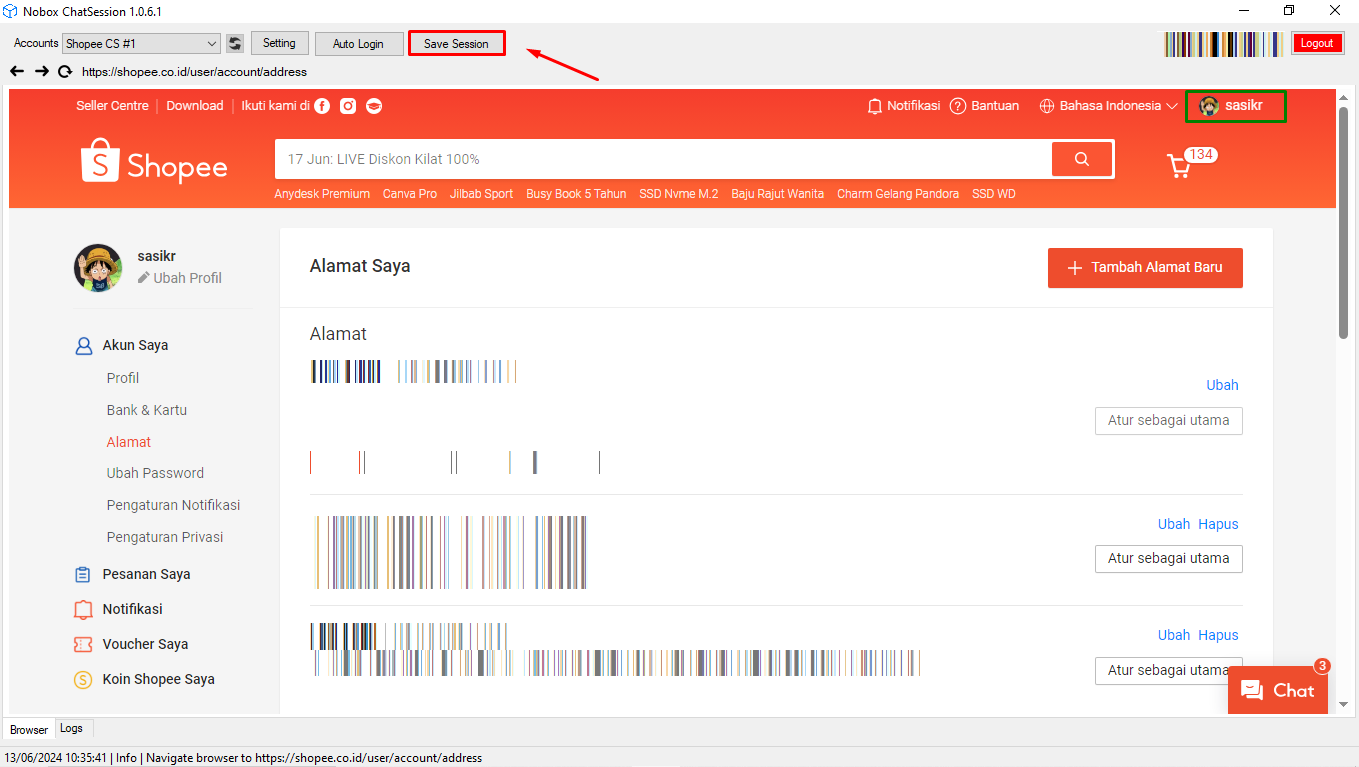 Nobox ChatSession 1.0.6.1
Accounts Shopee CS #1 Setting Auto Login Save Session Logout
https://shopee.co.id/user/account/address
Seller Centre Download Ikuti kami di Notifikasi Bantuan Bahasa Indonesia sasikr
Shopee 17 Jun: LIVE Diskon Kilat 100% 134
Anydesk Premium Canva Pro Jilbab Sport Busy Book 5 Tahun SSD Nvme M.2 Baju Rajut Wanita Charm Gelang Pandora SSD WD
sasikr
Ubah Profil
Akun Saya
Profil
Bank & Kartu
Alamat
Ubah Password
Pengaturan Notifikasi
Pengaturan Privasi
Pesanan Saya
Notifikasi
Voucher Saya
Koin Shopee Saya
Alamat Saya
Tambah Alamat Baru
Alamat
Ubah
Atur sebagai utama
Ubah Hapus
Atur sebagai utama
Ubah Hapus
Atur sebagai utama
Chat 3
Browser Logs
13/06/2024 10:35:41 | Info | Navigate browser to https://shopee.co.id/user/account/address